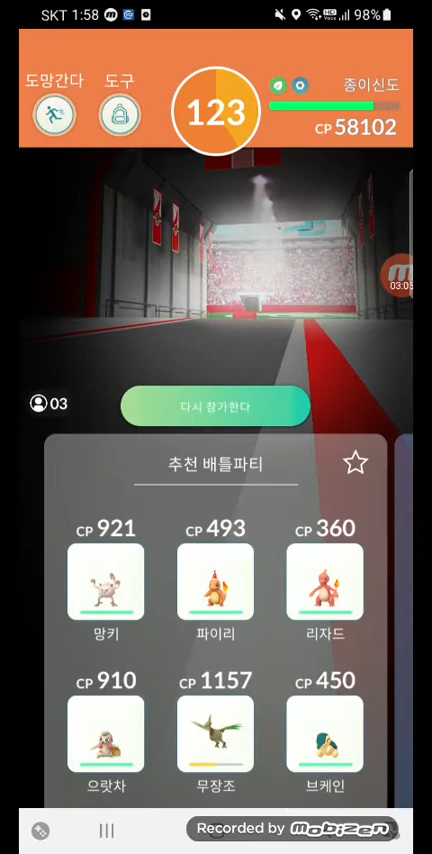 SKT 1:58
98%
도망간다
도구
123
종이신도
CP 58102
03:05
03
다시 참가한다
추천 배틀파티
CP 921
CP 493
CP 360
망키
파이리
리자드
CP 910
CP 1157
CP 450
으랏차
무장조
브케인
Recorded by mobizen